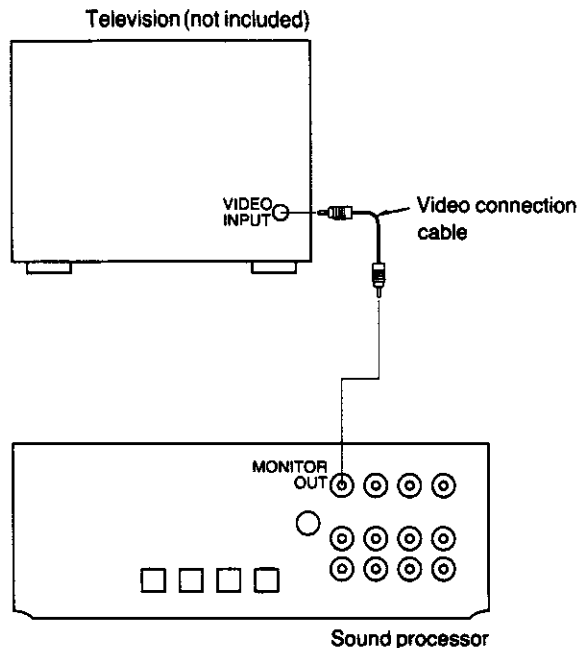 Television (not included)
VIDEO
INPUT
Video connection
cable
MONITOR
OUT
Sound processor